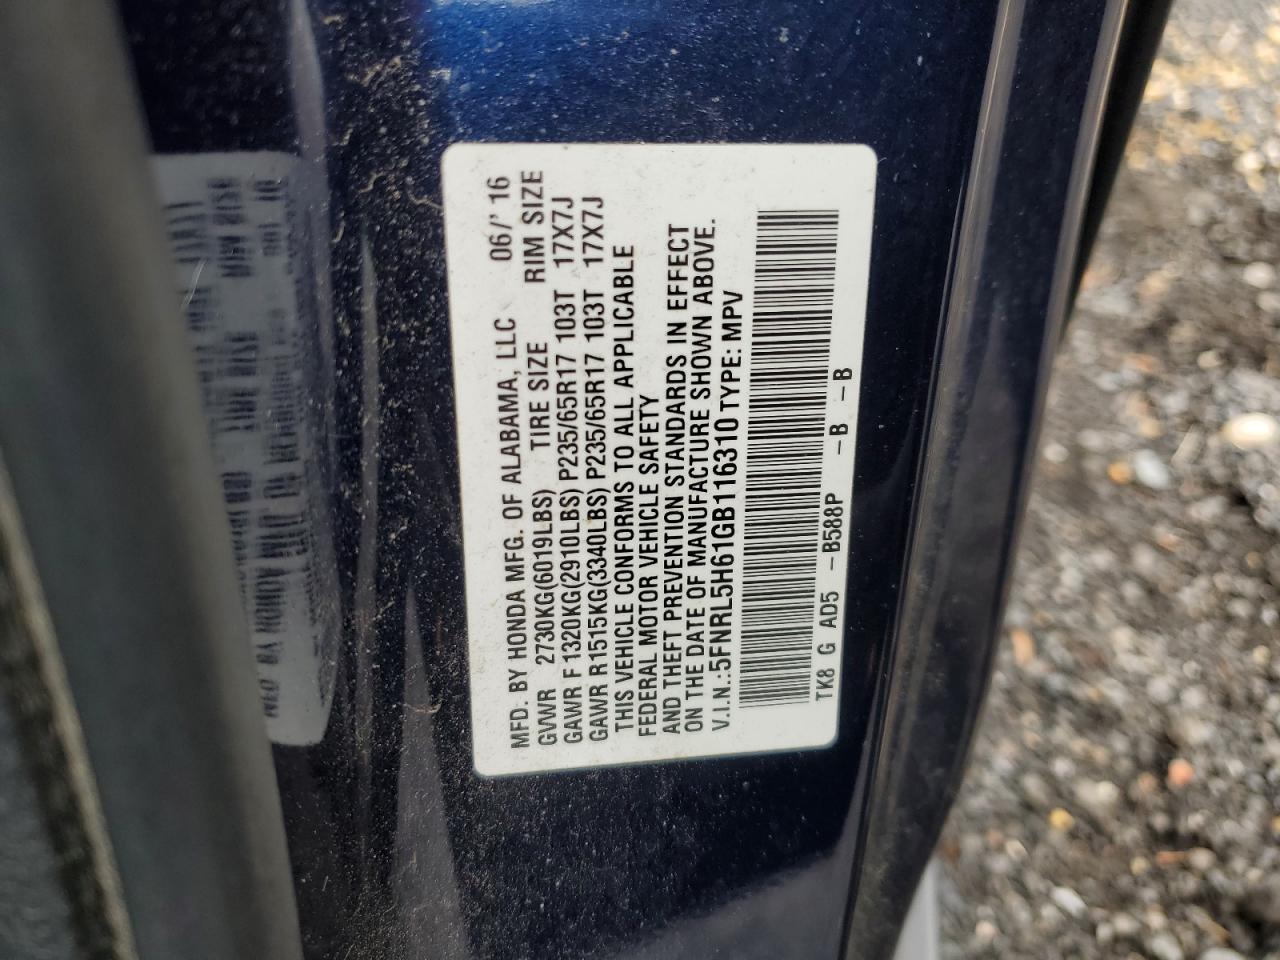 MFD. BY HONDA MFG. OF ALABAMA, LLC 06/' 16
GVWR 2730KG(6019LBS) TIRE SIZE RIM SIZE
GAWR F 1320KG(2910LBS) P235/65R17 103T 17X7J
GAWR R1515KG(3340LBS) P235/65R17 103T 17X7J
THIS VEHICLE CONFORMS TO ALL APPLICABLE
FEDERAL MOTOR VEHICLE SAFETY
AND THEFT PREVENTION STANDARDS IN EFFECT
ON THE DATE OF MANUFACTURE SHOWN ABOVE.
V.I.N.:5FNRL5H61GB116310 TYPE: MPV
TK8 G AD5 -B588P -B -B